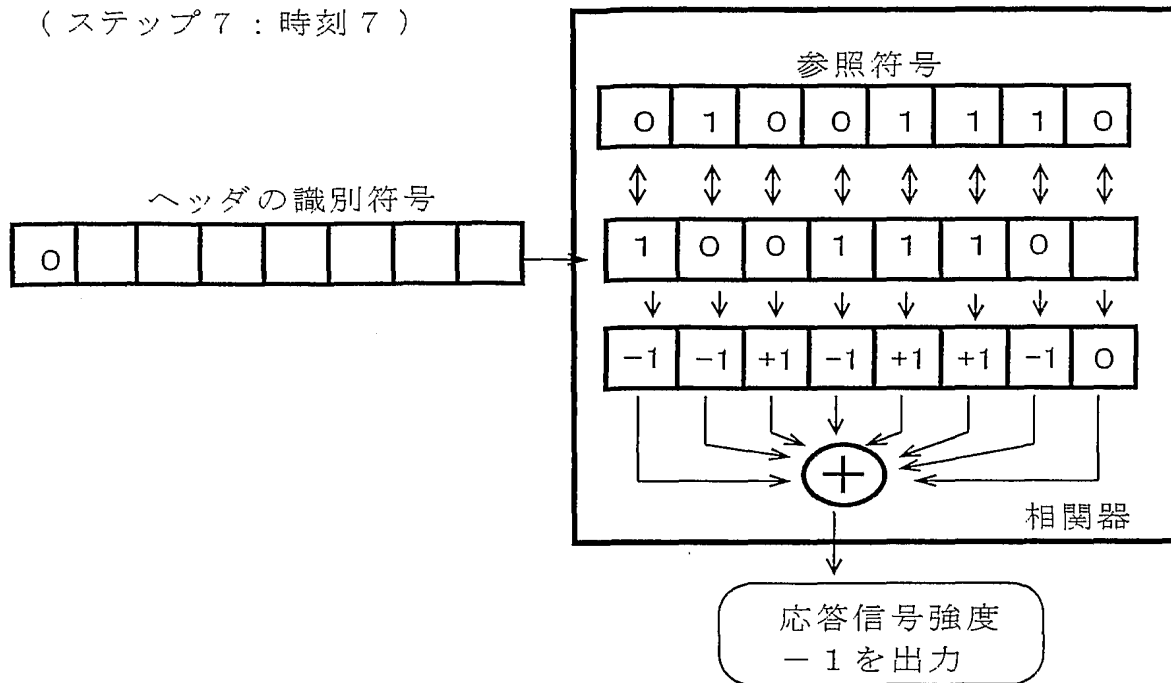 (ステップ7:時刻7)
参照符号
0 1 0 0 1 1 1 0
ヘッダの識別符号
0
1 0 0 1 1 1 0
-1 -1 +1 -1 +1 +1 -1 0
+
相関器
応答信号強度
-1を出力